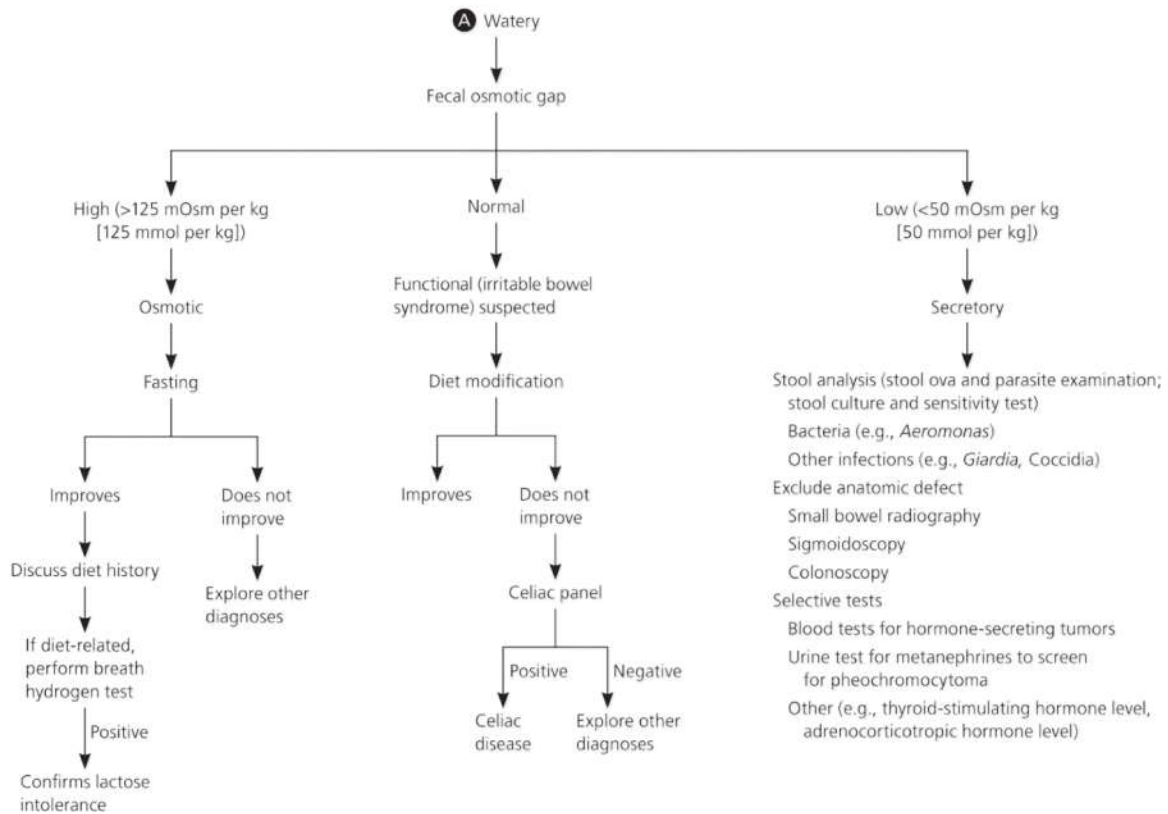 A Watery
Fecal osmotic gap
High (>125 mOsm per kg
[125 mmol per kg])
Osmotic
Fasting
Improves
Discuss diet history
If diet-related,
perform breath
hydrogen test
Positive
Confirms lactose
intolerance
Does not
improve
Explore other
diagnoses
Normal
Functional (irritable bowel
syndrome) suspected
Diet modification
Improves
Does not
improve
Celiac panel
Positive
Celiac
disease
Negative
Explore other
diagnoses
Low (<50 mOsm per kg
[50 mmol per kg])
Secretory
Stool analysis (stool ova and parasite examination;
stool culture and sensitivity test)
Bacteria (e.g., Aeromonas)
Other infections (e.g., Giardia, Coccidia)
Exclude anatomic defect
Small bowel radiography
Sigmoidoscopy
Colonoscopy
Selective tests
Blood tests for hormone-secreting tumors
Urine test for metanephrines to screen
for pheochromocytoma
Other (e.g., thyroid-stimulating hormone level,
adrenocorticotropic hormone level)